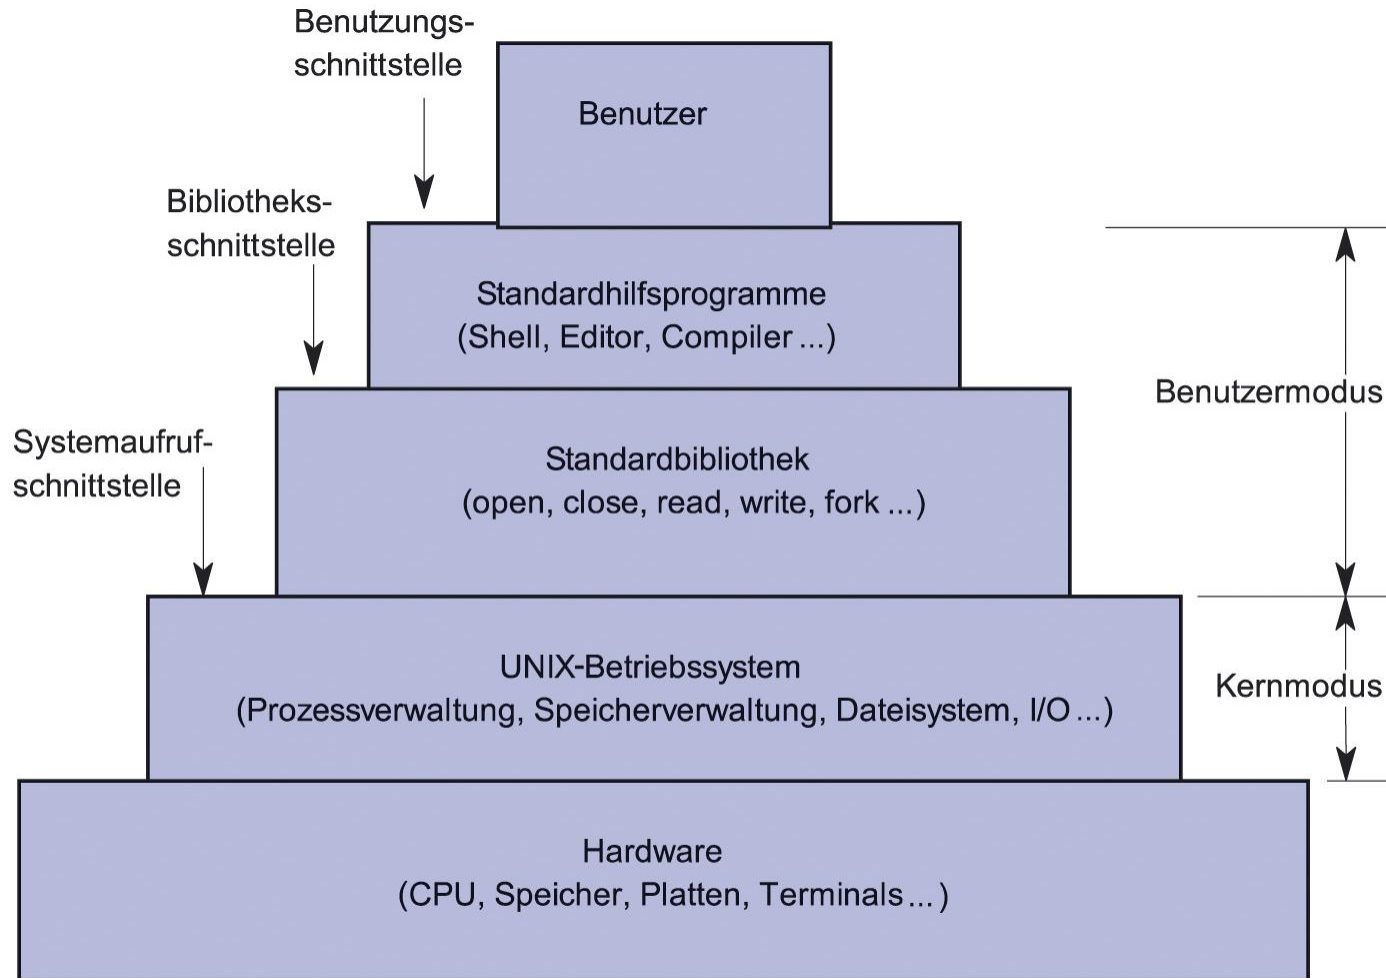 Benutzungs-
schnittstelle
Benutzer
Bibliotheks-
schnittstelle
Standardhilfsprogramme
(Shell, Editor, Compiler ...)
Benutzermodus
Systemaufruf-
schnittstelle
Standardbibliothek
(open, close, read, write, fork ...)
UNIX-Betriebssystem
(Prozessverwaltung, Speicherverwaltung, Dateisystem, I/O ...)
Kernmodus
Hardware
(CPU, Speicher, Platten, Terminals ... )